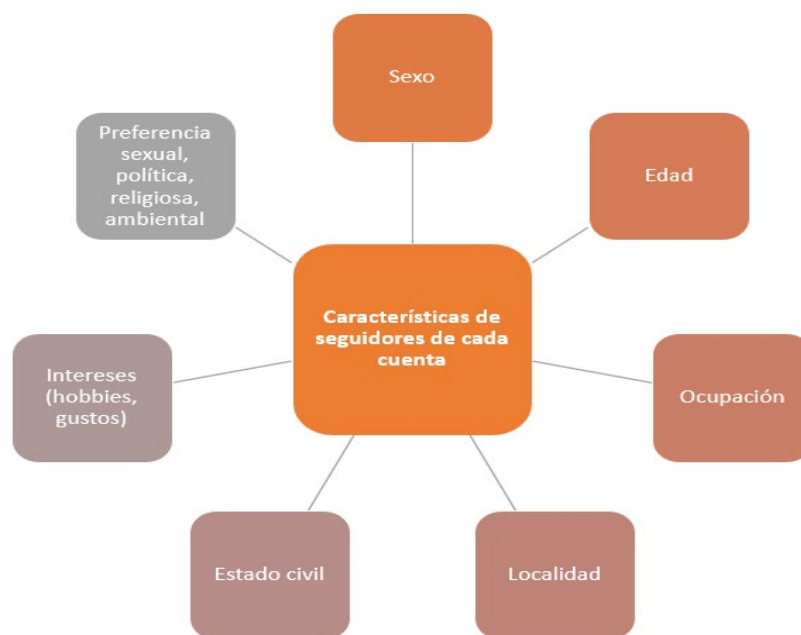 Sexo
Edad
Ocupación
Localidad
Estado civil
Intereses
(hobbies,
gustos)
Preferencia
sexual,
política,
religiosa,
ambiental
Características de
seguidores de cada
cuenta